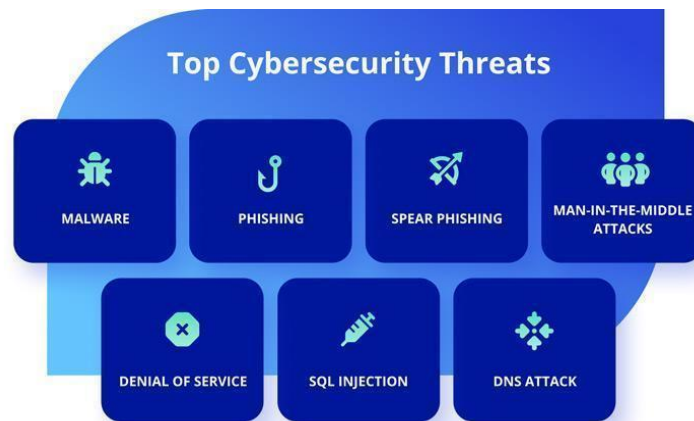 Top Cybersecurity Threats
MALWARE
PHISHING
SPEAR PHISHING
MAN-IN-THE-MIDDLE
ATTACKS
DENIAL OF SERVICE
SQL INJECTION
DNS ATTACK